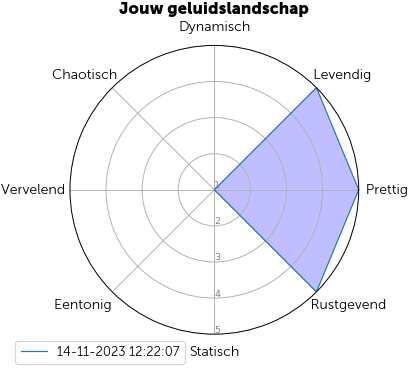 Jouw geluidslandschap
Dynamisch
Chaotisch
Levendig
Vervelend
Prettig
1
2
3
4
5
Eentonig
Rustgevend
Statisch
14-11-2023 12:22:07